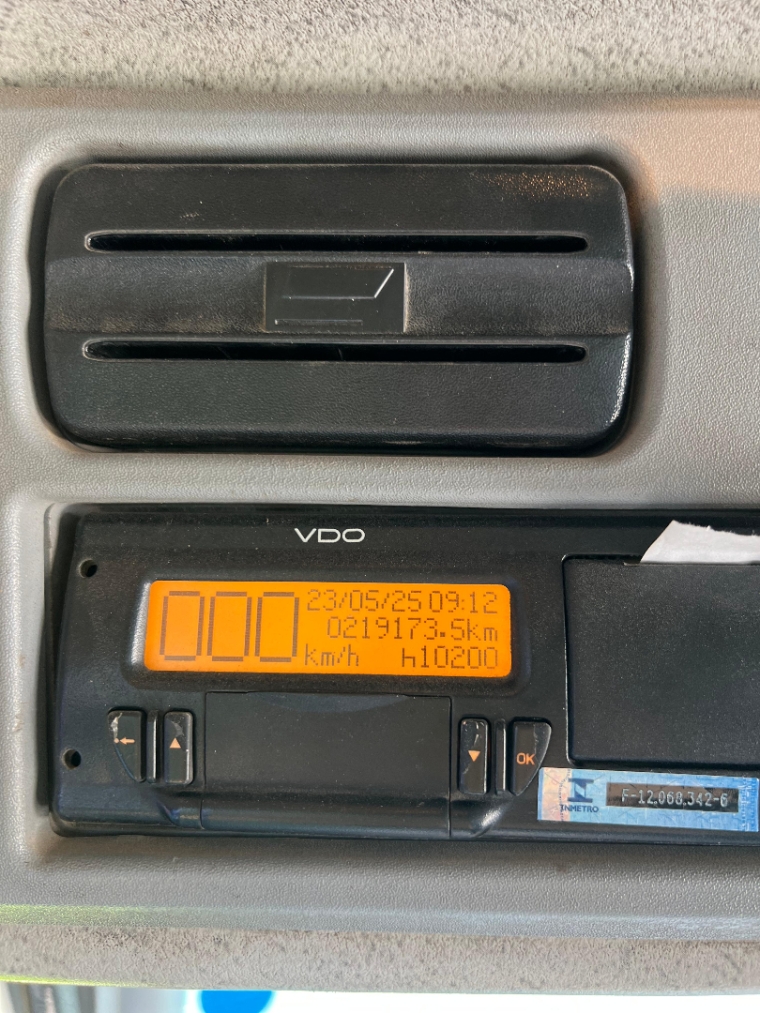 VDO
000
23/05/25 09:12
0219173.5km
km/h h10200
OK
INMETRO
F-12.068.342-6